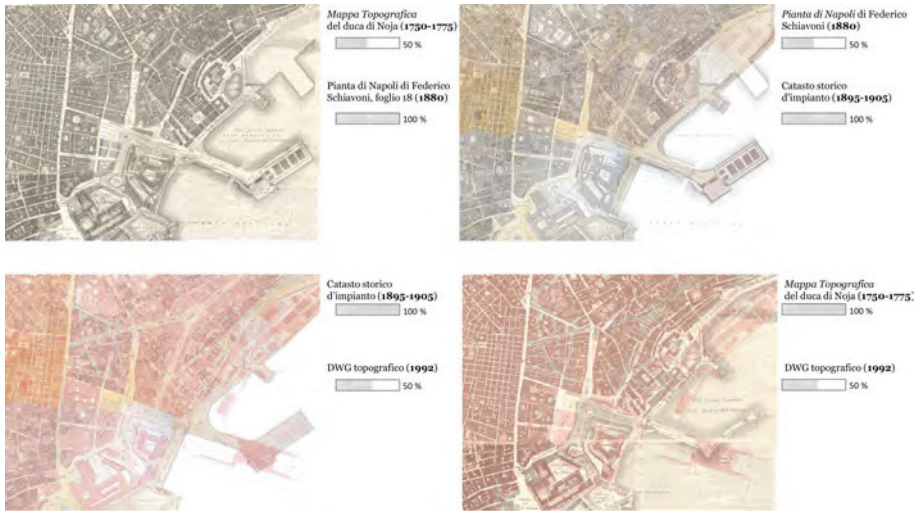 Mappa Topografica
del duca di Noja (1750-1775)
50 %
Pianta di Napoli di Federico
Schiavoni, foglio 18 (1880)
100 %
Pianta di Napoli di Federico
Schiavoni (1880)
50 %
Catasto storico
d'impianto (1895-1905)
100 %
Catasto storico
d'impianto (1895-1905)
100 %
DWG topografico (1992)
50 %
Mappa Topografica
del duca di Noja (1750-1775)
100 %
DWG topografico (1992)
50 %